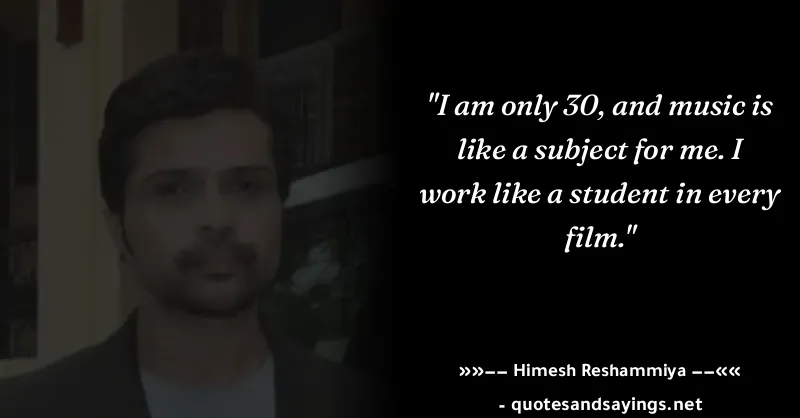 "I am only 30, and music is
like a subject for me. I
work like a student in every
film."
»»−− Himesh Reshammiya −−««
- quotesandsayings.net